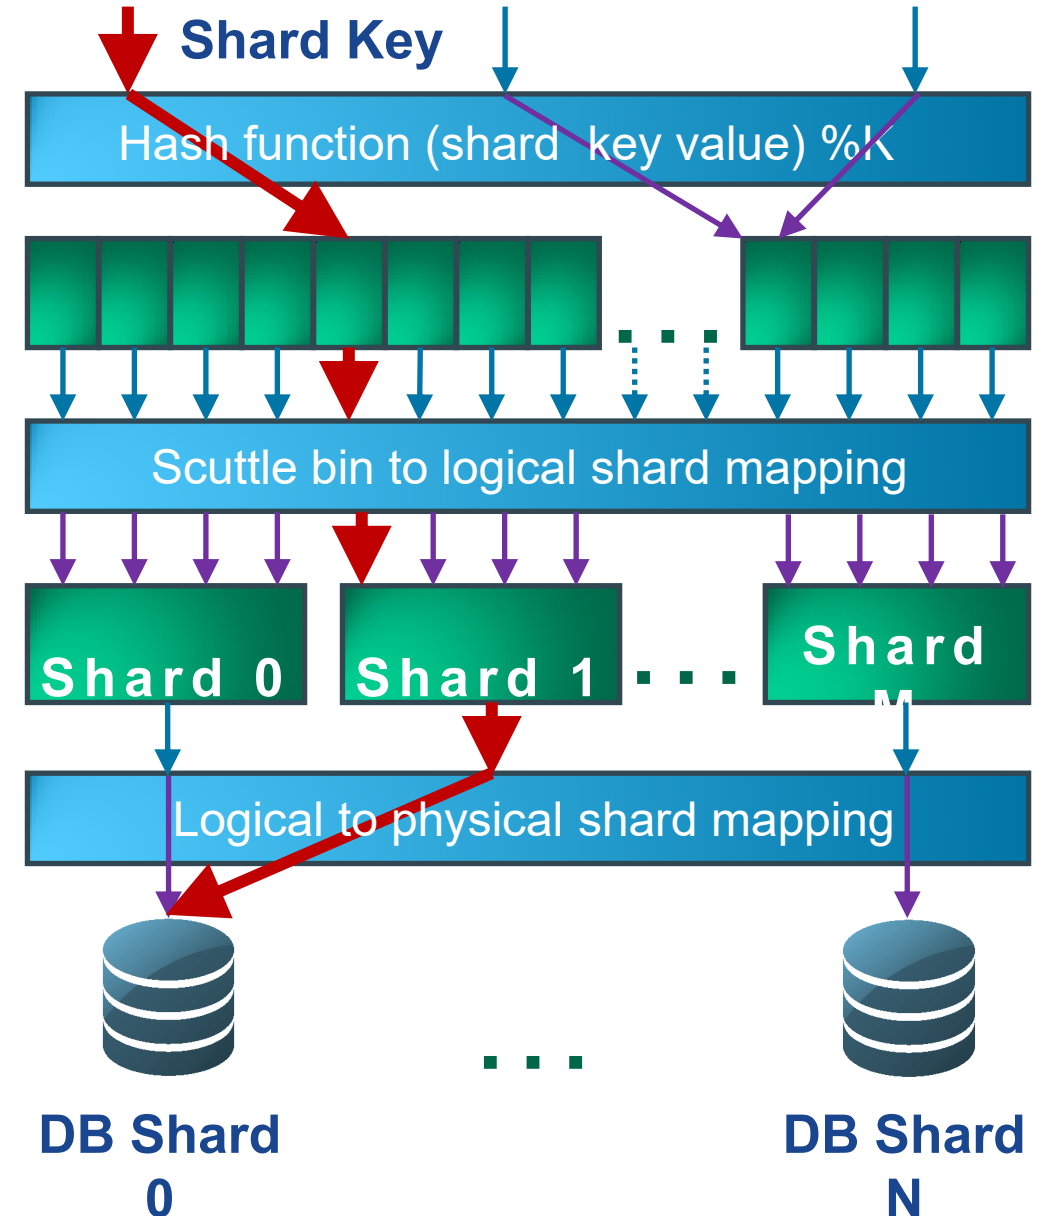 Shard Key
Hash function (shard key value) %K
. . .
Scuttle bin to logical shard mapping
Shard 0
Shard 1
. . .
Shard
M
Logical to physical shard mapping
. . .
DB Shard
0
DB Shard
N